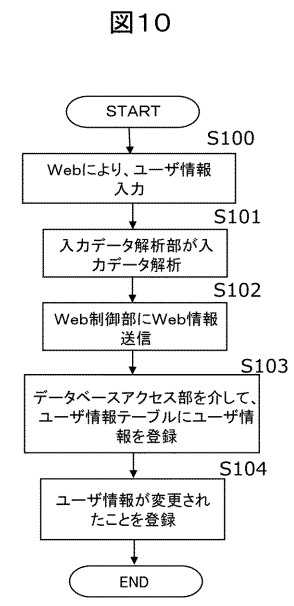 図10
START
S100
Webにより、ユーザ情報
入力
S101
入力データ解析部が入
力データ解析
S102
Web制御部にWeb情報
送信
S103
データベースアクセス部を介して、
ユーザ情報テーブルにユーザ情
報を登録
S104
ユーザ情報が変更され
たことを登録
END